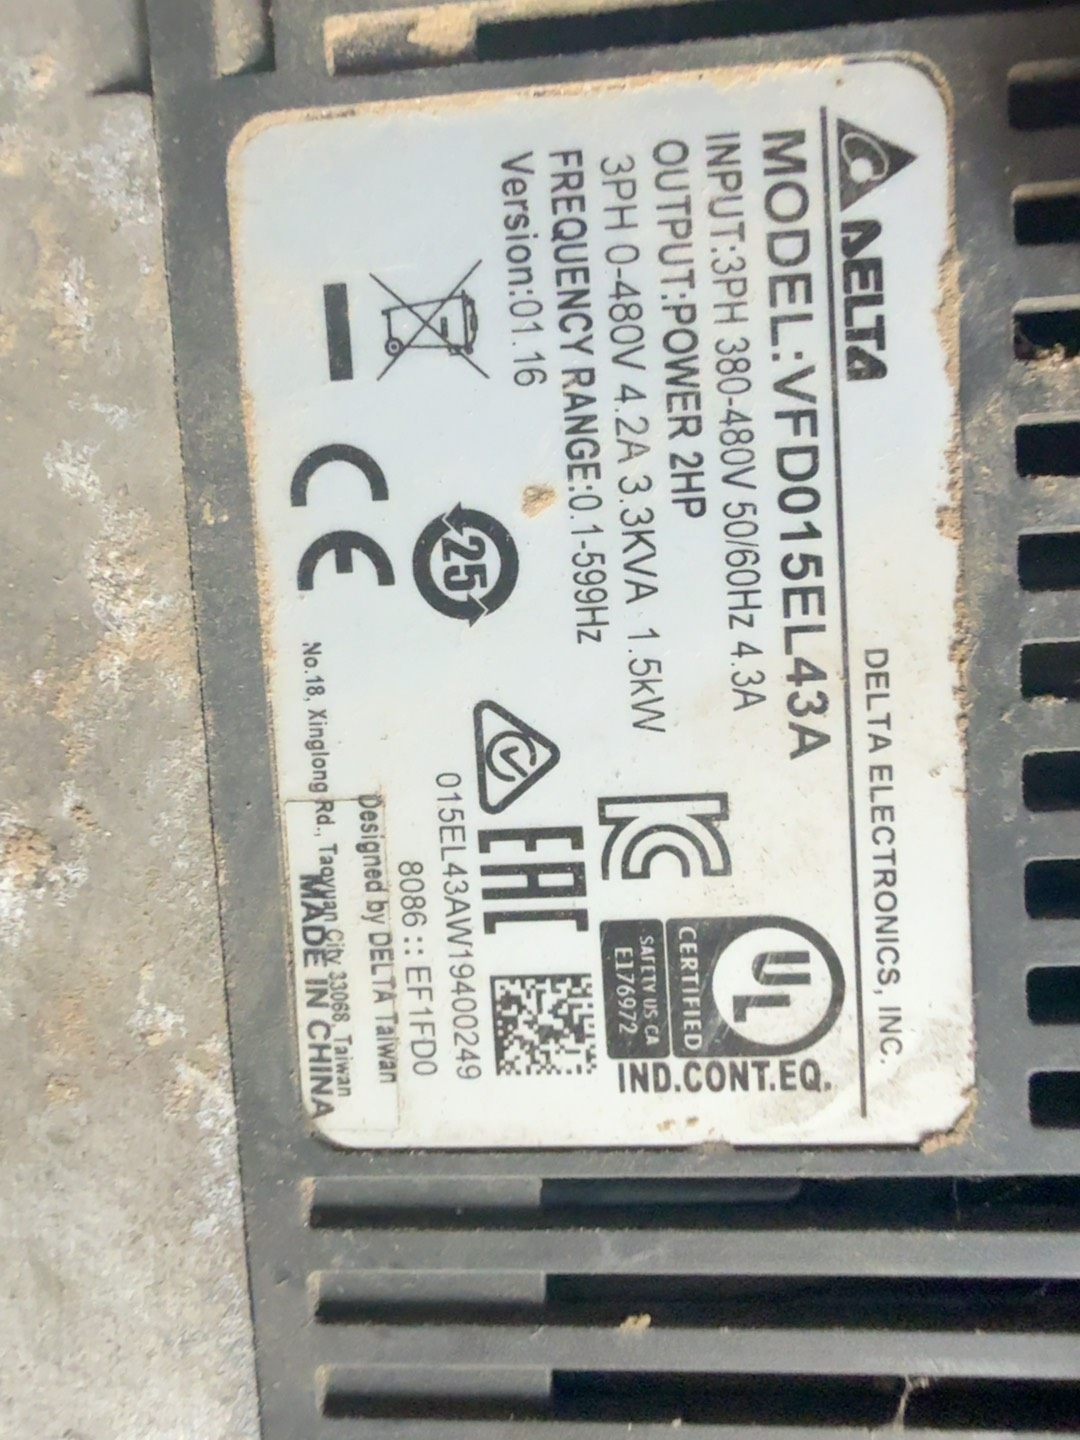 DELTA
DELTA ELECTRONICS, INC.
MODEL:VFD015EL43A
INPUT:3PH 380-480V 50/60Hz 4.3A
OUTPUT:POWER 2HP
3PH 0-480V 4.2A 3.3KVA 1.5kW
FREQUENCY RANGE:0.1-599Hz
Version:01.16
UL
CERTIFIED
SAFETY US-CA
E176972
IND.CONT.EQ.
25
EAC
CE
015EL43AW19400249
8086 :: EF1FD0
Designed by DELTA Taiwan
No.18, Xinglong Rd., Taoyuan City 33068, Taiwan
MADE IN CHINA